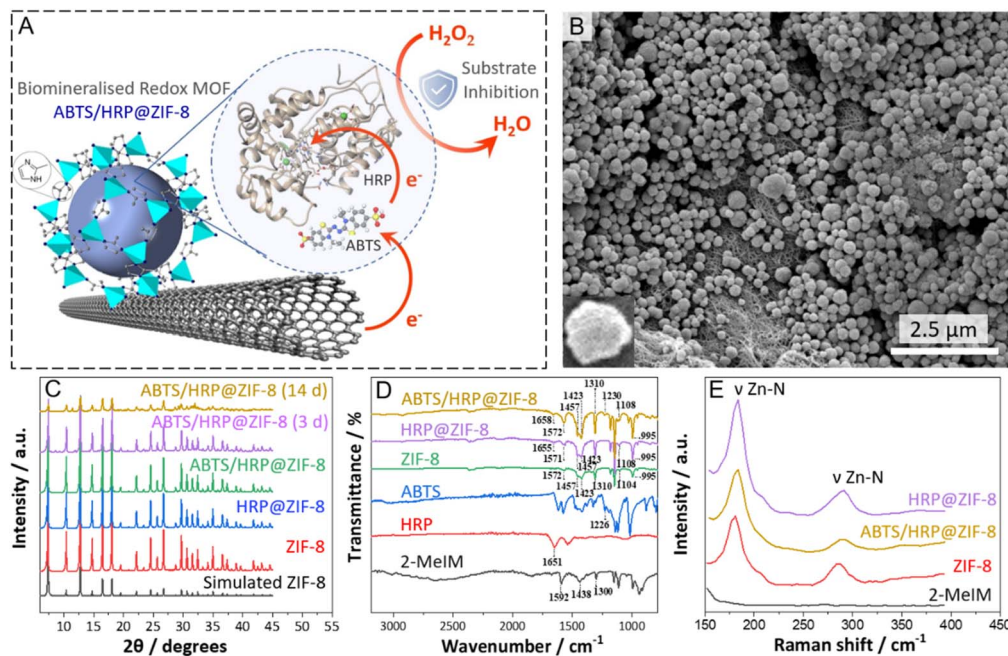 A
Biomineralised Redox MOF
ABTS/HRP@ZIF-8
N
NH
H₂O₂
Substrate
Inhibition
H₂O
HRP
e⁻
ABTS
e⁻
B
2.5 µm
C
ABTS/HRP@ZIF-8 (14 d)
ABTS/HRP@ZIF-8 (3 d)
ABTS/HRP@ZIF-8
HRP@ZIF-8
ZIF-8
Simulated ZIF-8
Intensity / a.u.
5 10 15 20 25 30 35 40 45 50 55
2θ / degrees
D
ABTS/HRP@ZIF-8
HRP@ZIF-8
ZIF-8
ABTS
HRP
2-MeIM
1310
1423 1230
1457 1108
1658
1572 995
1655
1571 1423 1108
1457 995
1572 1310 1104
1457 995
1423
1226
1651
1592 1438 1300
Transmittance / %
3000 2500 2000 1500 1000
Wavenumber / cm⁻¹
E
ν Zn-N
ν Zn-N
HRP@ZIF-8
ABTS/HRP@ZIF-8
ZIF-8
2-MeIM
Intensity / a.u.
150 200 250 300 350 400 450
Raman shift / cm⁻¹